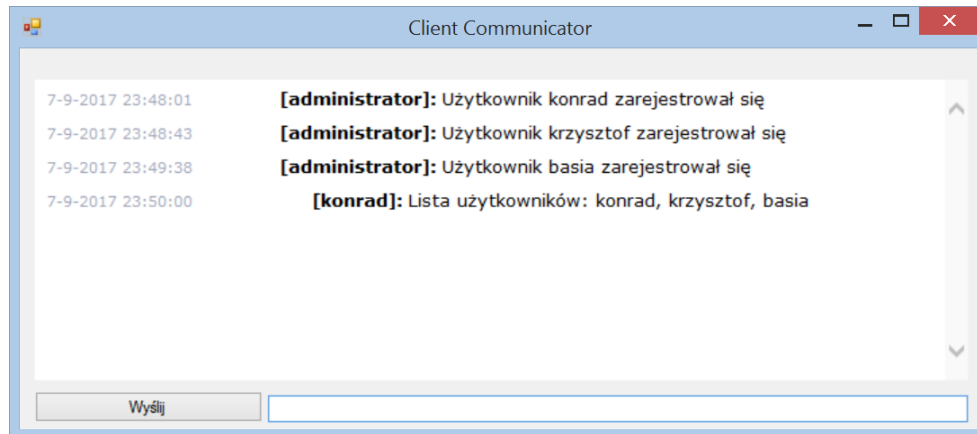 Client Communicator
7-9-2017 23:48:01 [administrator]: Użytkownik konrad zarejestrował się
7-9-2017 23:48:43 [administrator]: Użytkownik krzysztof zarejestrował się
7-9-2017 23:49:38 [administrator]: Użytkownik basia zarejestrował się
7-9-2017 23:50:00 [konrad]: Lista użytkowników: konrad, krzysztof, basia
Wyślij